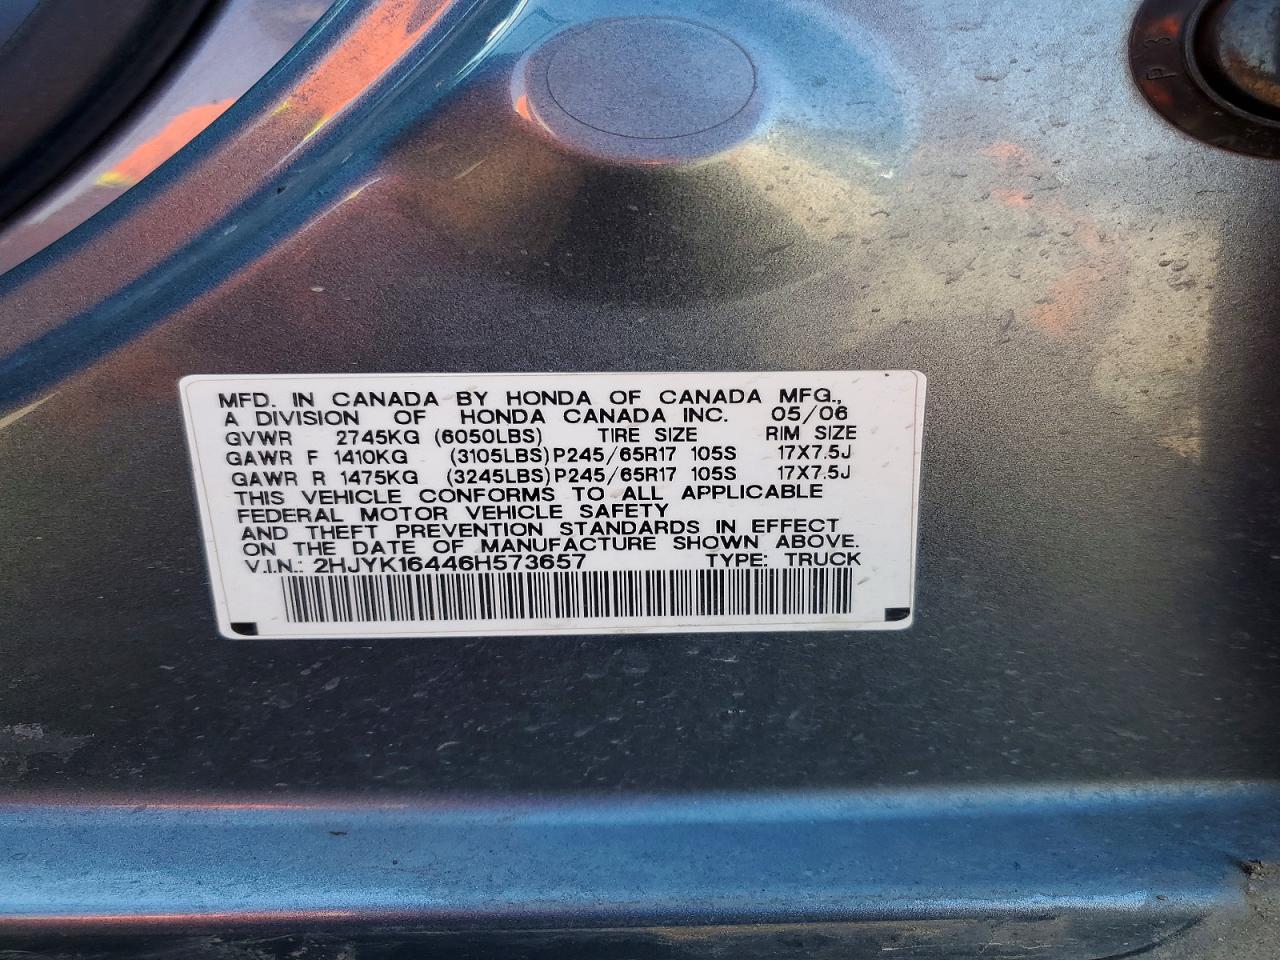 MFD. IN CANADA BY HONDA OF CANADA MFG.,
A DIVISION OF HONDA CANADA INC. 05/06
GVWR 2745KG (6050LBS) TIRE SIZE RIM SIZE
GAWR F 1410KG (3105LBS) P245/65R17 105S 17X7.5J
GAWR R 1475KG (3245LBS) P245/65R17 105S 17X7.5J
THIS VEHICLE CONFORMS TO ALL APPLICABLE
FEDERAL MOTOR VEHICLE SAFETY
AND THEFT PREVENTION STANDARDS IN EFFECT
ON THE DATE OF MANUFACTURE SHOWN ABOVE.
V.I.N.: 2HJYK16446H573657 TYPE: TRUCK